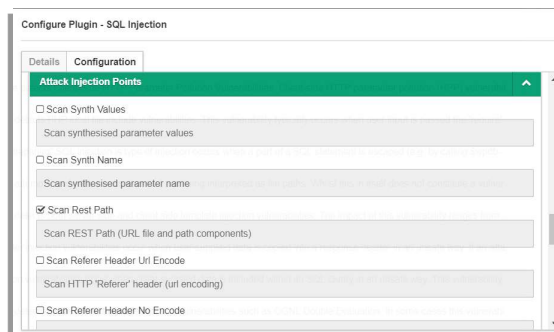 Configure Plugin - SQL Injection
Details Configuration
Attack Injection Points
Scan Synth Values
Scan synthesised parameter values
Scan Synth Name
Scan synthesised parameter name
Scan Rest Path
Scan REST Path (URL file and path components)
Scan Referer Header Url Encode
Scan HTTP 'Referer' header (url encoding)
Scan Referer Header No Encode